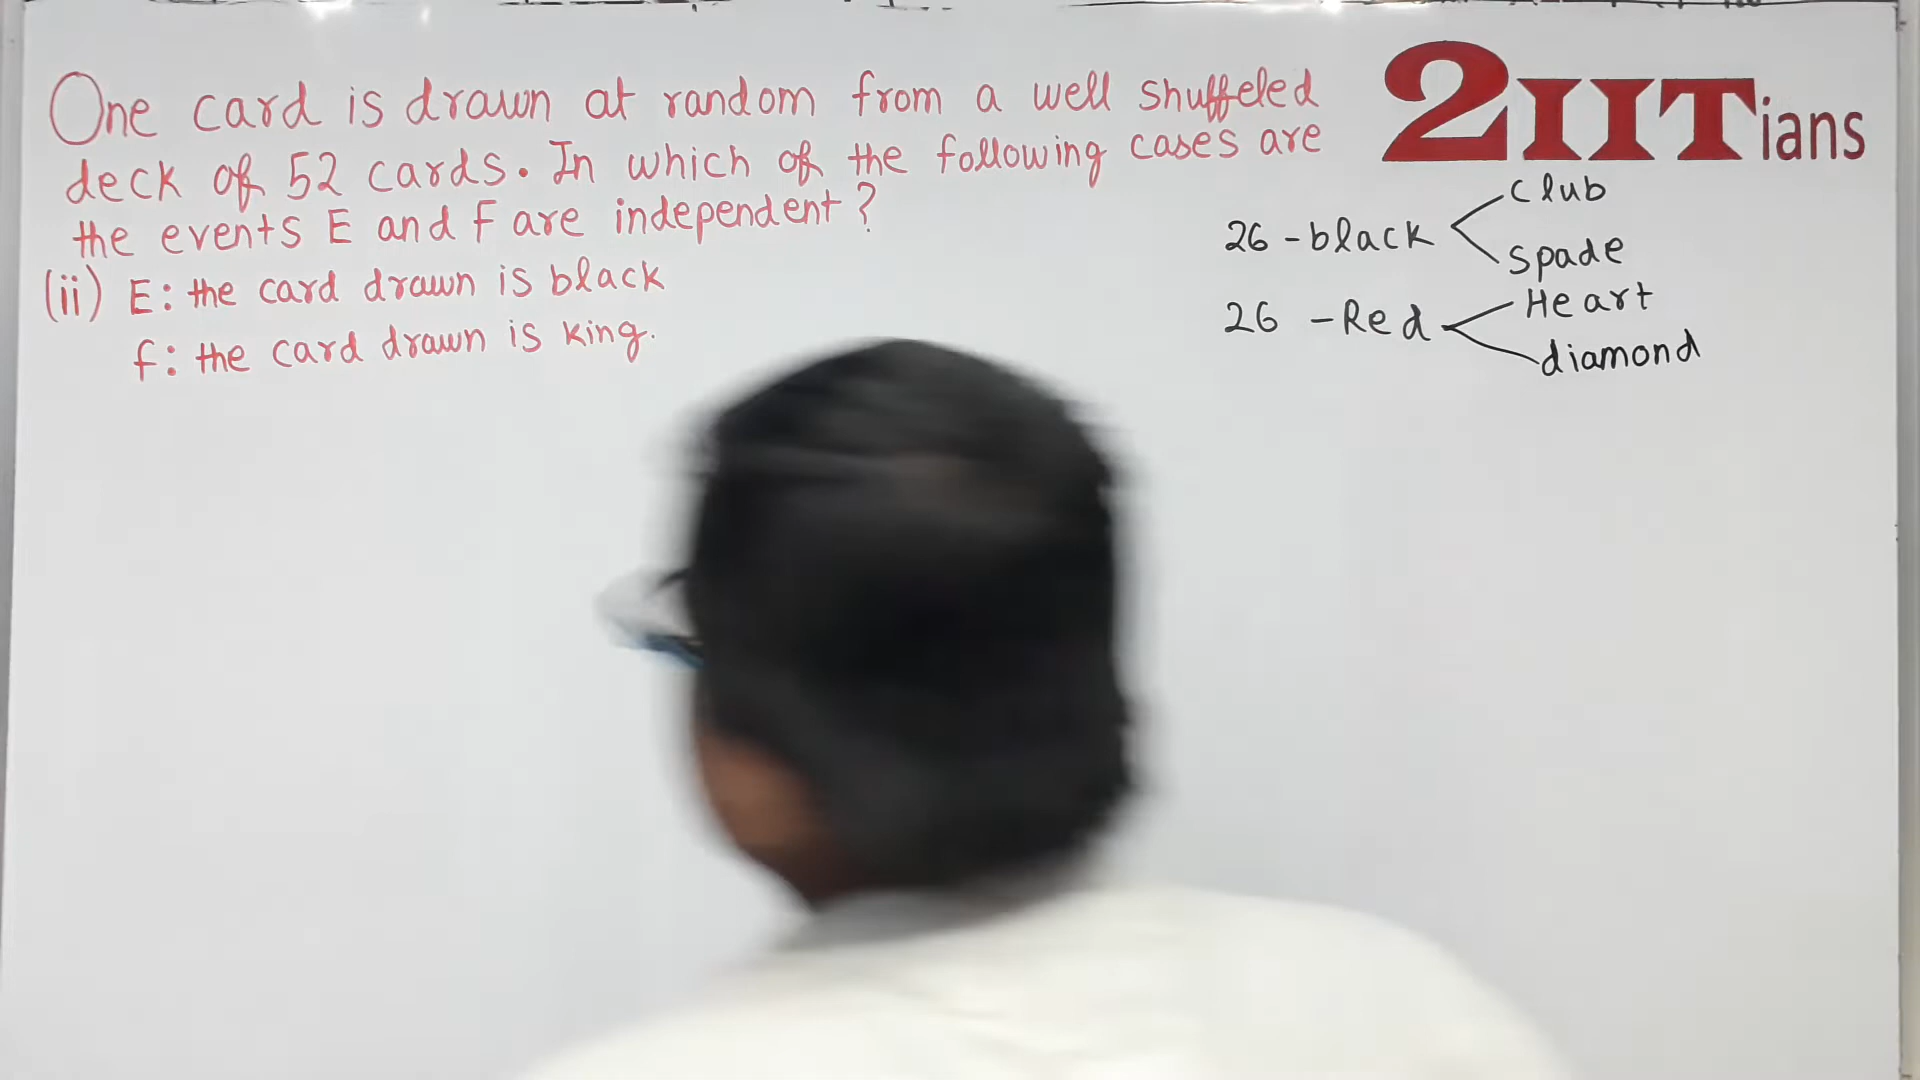 One card is drawn at random from a well shuffeled
deck of 52 cards. In which of the following cases are
the events E and F are independent?
(ii) E: the card drawn is black
f: the card drawn is king.
2IITians
26 - black
club
spade
26 - Red
Heart
diamond